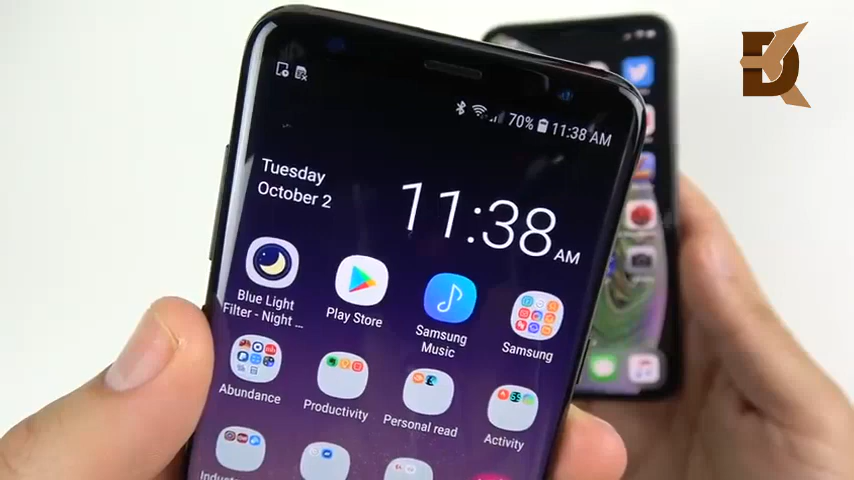 70% 11:38 AM
Tuesday
October 2
11:38 AM
Blue Light
Filter - Night ...
Play Store
Samsung
Music
Samsung
Abundance
Productivity
Personal read
Activity
DK